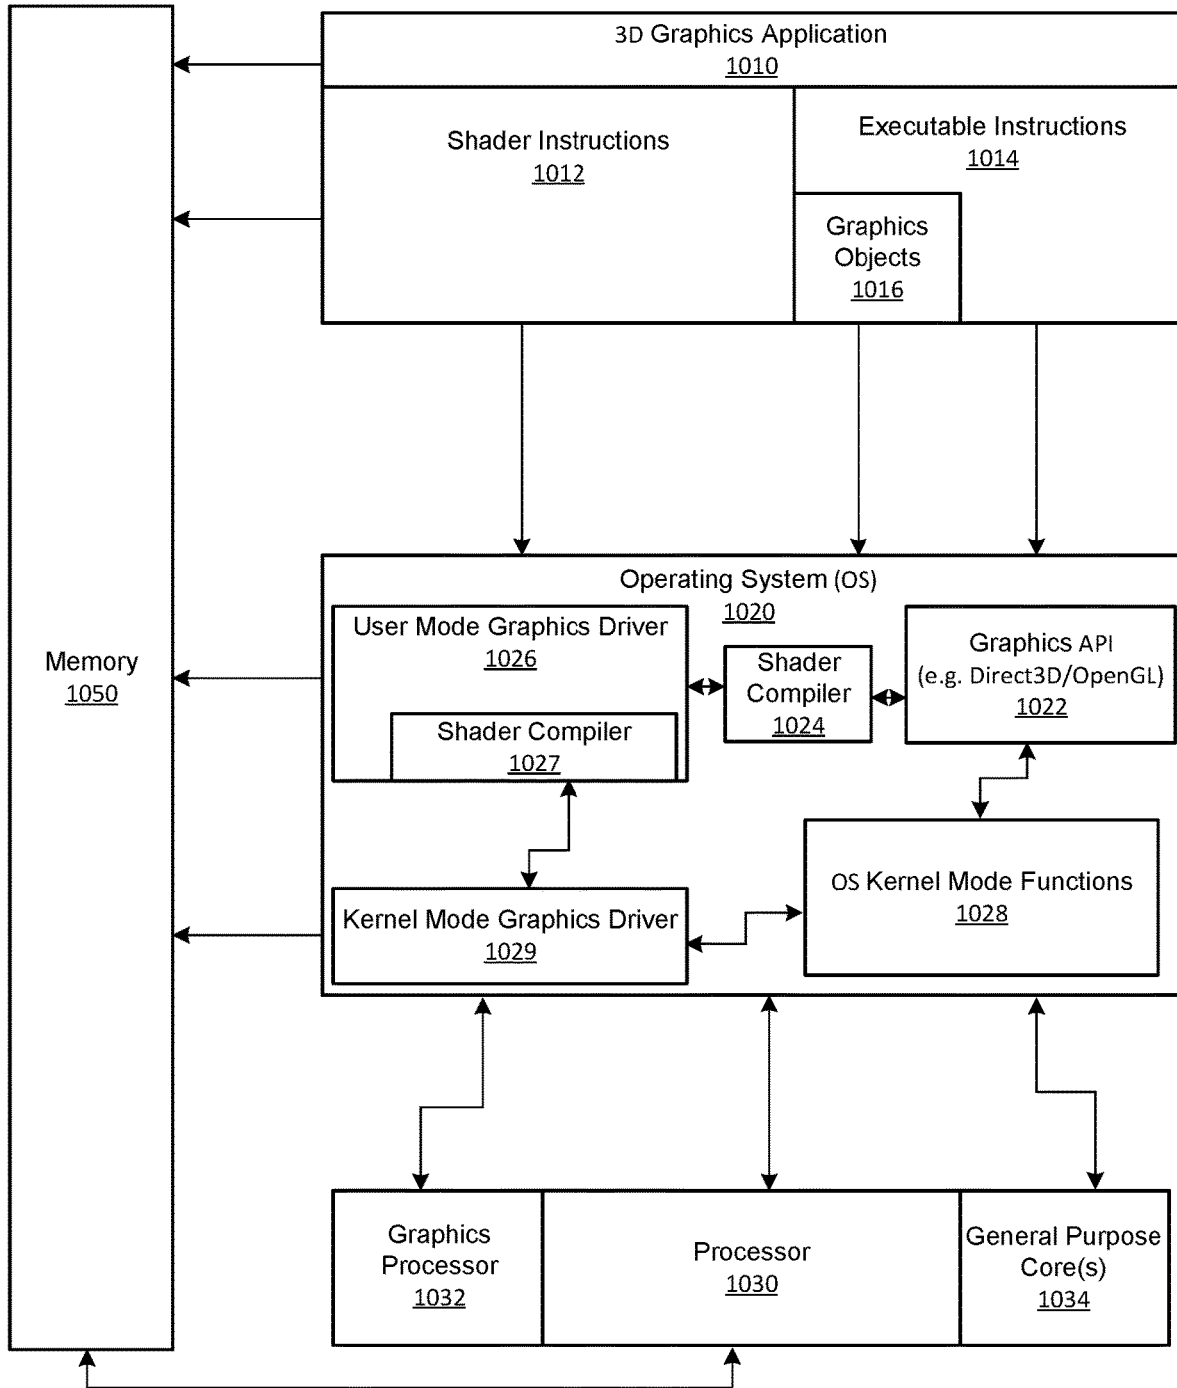 3D Graphics Application
1010
Shader Instructions
1012
Executable Instructions
1014
Graphics
Objects
1016
Memory
1050
Operating System (OS)
1020
User Mode Graphics Driver
1026
Shader Compiler
1027
Shader
Compiler
1024
Graphics API
(e.g. Direct3D/OpenGL)
1022
OS Kernel Mode Functions
1028
Kernel Mode Graphics Driver
1029
Graphics
Processor
1032
Processor
1030
General Purpose
Core(s)
1034